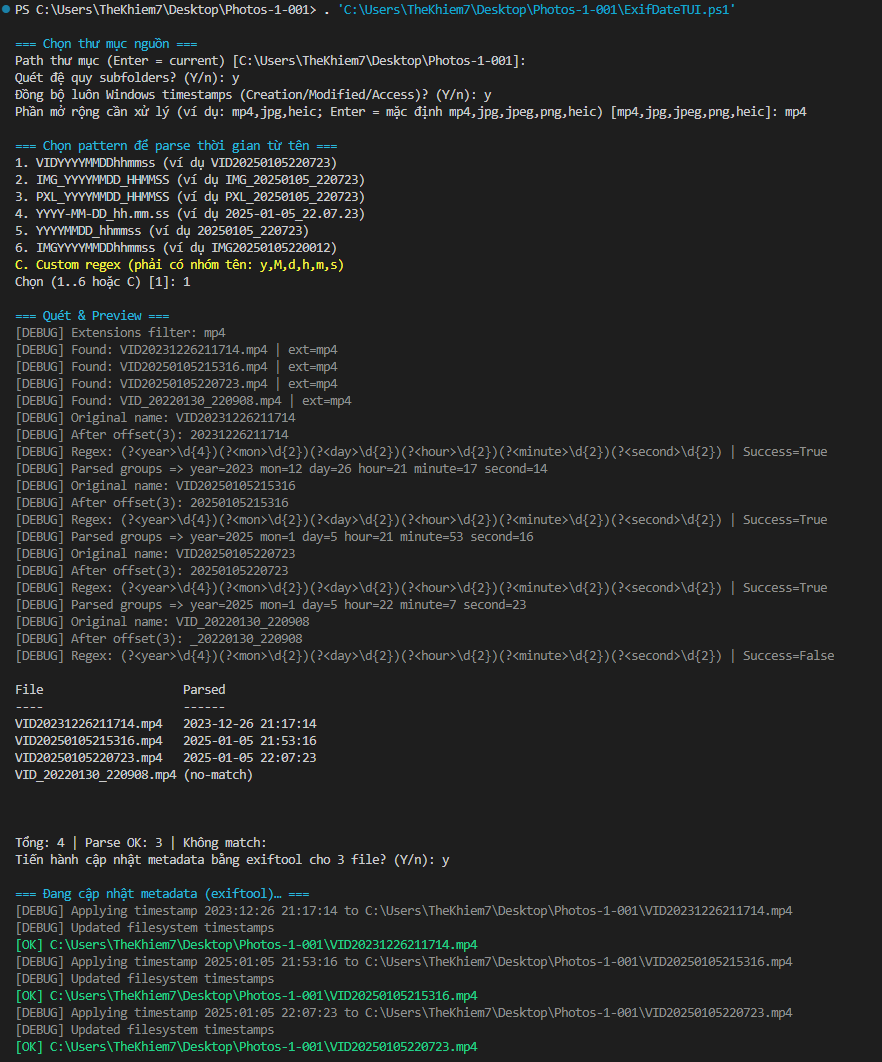 PS C:\Users\TheKhiem7\Desktop\Photos-1-001> . 'C:\Users\TheKhiem7\Desktop\Photos-1-001\ExifDateTUI.ps1'
=== Chọn thư mục nguồn ===
Path thư mục (Enter = current) [C:\Users\TheKhiem7\Desktop\Photos-1-001]:
Quét đệ quy subfolders? (Y/n): y
Đồng bộ luôn Windows timestamps (Creation/Modified/Access)? (Y/n): y
Phần mở rộng cần xử lý (ví dụ: mp4,jpg,heic; Enter = mặc định mp4,jpg,jpeg,png,heic) [mp4,jpg,jpeg,png,heic]: mp4
=== Chọn pattern để parse thời gian từ tên ===
1. VIDYYYYMMDDhhmmss (ví dụ VID20250105220723)
2. IMG_YYYYMMDD_HHMMSS (ví dụ IMG_20250105_220723)
3. PXL_YYYYMMDD_HHMMSS (ví dụ PXL_20250105_220723)
4. YYYY-MM-DD_hh.mm.ss (ví dụ 2025-01-05_22.07.23)
5. YYYYMMDD_hhmmss (ví dụ 20250105_220723)
6. IMGYYYYMMDDhhmmss (ví dụ IMG20250105220012)
C. Custom regex (phải có nhóm tên: y,M,d,h,m,s)
Chọn (1..6 hoặc C) [1]: 1
=== Quét & Preview ===
[DEBUG] Extensions filter: mp4
[DEBUG] Found: VID20231226211714.mp4 | ext=mp4
[DEBUG] Found: VID20250105215316.mp4 | ext=mp4
[DEBUG] Found: VID20250105220723.mp4 | ext=mp4
[DEBUG] Found: VID_20220130_220908.mp4 | ext=mp4
[DEBUG] Original name: VID20231226211714
[DEBUG] After offset(3): 20231226211714
[DEBUG] Regex: (?<year>\d{4})(?<mon>\d{2})(?<day>\d{2})(?<hour>\d{2})(?<minute>\d{2})(?<second>\d{2}) | Success=True
[DEBUG] Parsed groups => year=2023 mon=12 day=26 hour=21 minute=17 second=14
[DEBUG] Original name: VID20250105215316
[DEBUG] After offset(3): 20250105215316
[DEBUG] Regex: (?<year>\d{4})(?<mon>\d{2})(?<day>\d{2})(?<hour>\d{2})(?<minute>\d{2})(?<second>\d{2}) | Success=True
[DEBUG] Parsed groups => year=2025 mon=1 day=5 hour=21 minute=53 second=16
[DEBUG] Original name: VID20250105220723
[DEBUG] After offset(3): 20250105220723
[DEBUG] Regex: (?<year>\d{4})(?<mon>\d{2})(?<day>\d{2})(?<hour>\d{2})(?<minute>\d{2})(?<second>\d{2}) | Success=True
[DEBUG] Parsed groups => year=2025 mon=1 day=5 hour=22 minute=7 second=23
[DEBUG] Original name: VID_20220130_220908
[DEBUG] After offset(3): _20220130_220908
[DEBUG] Regex: (?<year>\d{4})(?<mon>\d{2})(?<day>\d{2})(?<hour>\d{2})(?<minute>\d{2})(?<second>\d{2}) | Success=False
File Parsed
---- ------
VID20231226211714.mp4 2023-12-26 21:17:14
VID20250105215316.mp4 2025-01-05 21:53:16
VID20250105220723.mp4 2025-01-05 22:07:23
VID_20220130_220908.mp4 (no-match)
Tổng: 4 | Parse OK: 3 | Không match:
Tiến hành cập nhật metadata bằng exiftool cho 3 file? (Y/n): y
=== Đang cập nhật metadata (exiftool)… ===
[DEBUG] Applying timestamp 2023:12:26 21:17:14 to C:\Users\TheKhiem7\Desktop\Photos-1-001\VID20231226211714.mp4
[DEBUG] Updated filesystem timestamps
[OK] C:\Users\TheKhiem7\Desktop\Photos-1-001\VID20231226211714.mp4
[DEBUG] Applying timestamp 2025:01:05 21:53:16 to C:\Users\TheKhiem7\Desktop\Photos-1-001\VID20250105215316.mp4
[DEBUG] Updated filesystem timestamps
[OK] C:\Users\TheKhiem7\Desktop\Photos-1-001\VID20250105215316.mp4
[DEBUG] Applying timestamp 2025:01:05 22:07:23 to C:\Users\TheKhiem7\Desktop\Photos-1-001\VID20250105220723.mp4
[DEBUG] Updated filesystem timestamps
[OK] C:\Users\TheKhiem7\Desktop\Photos-1-001\VID20250105220723.mp4